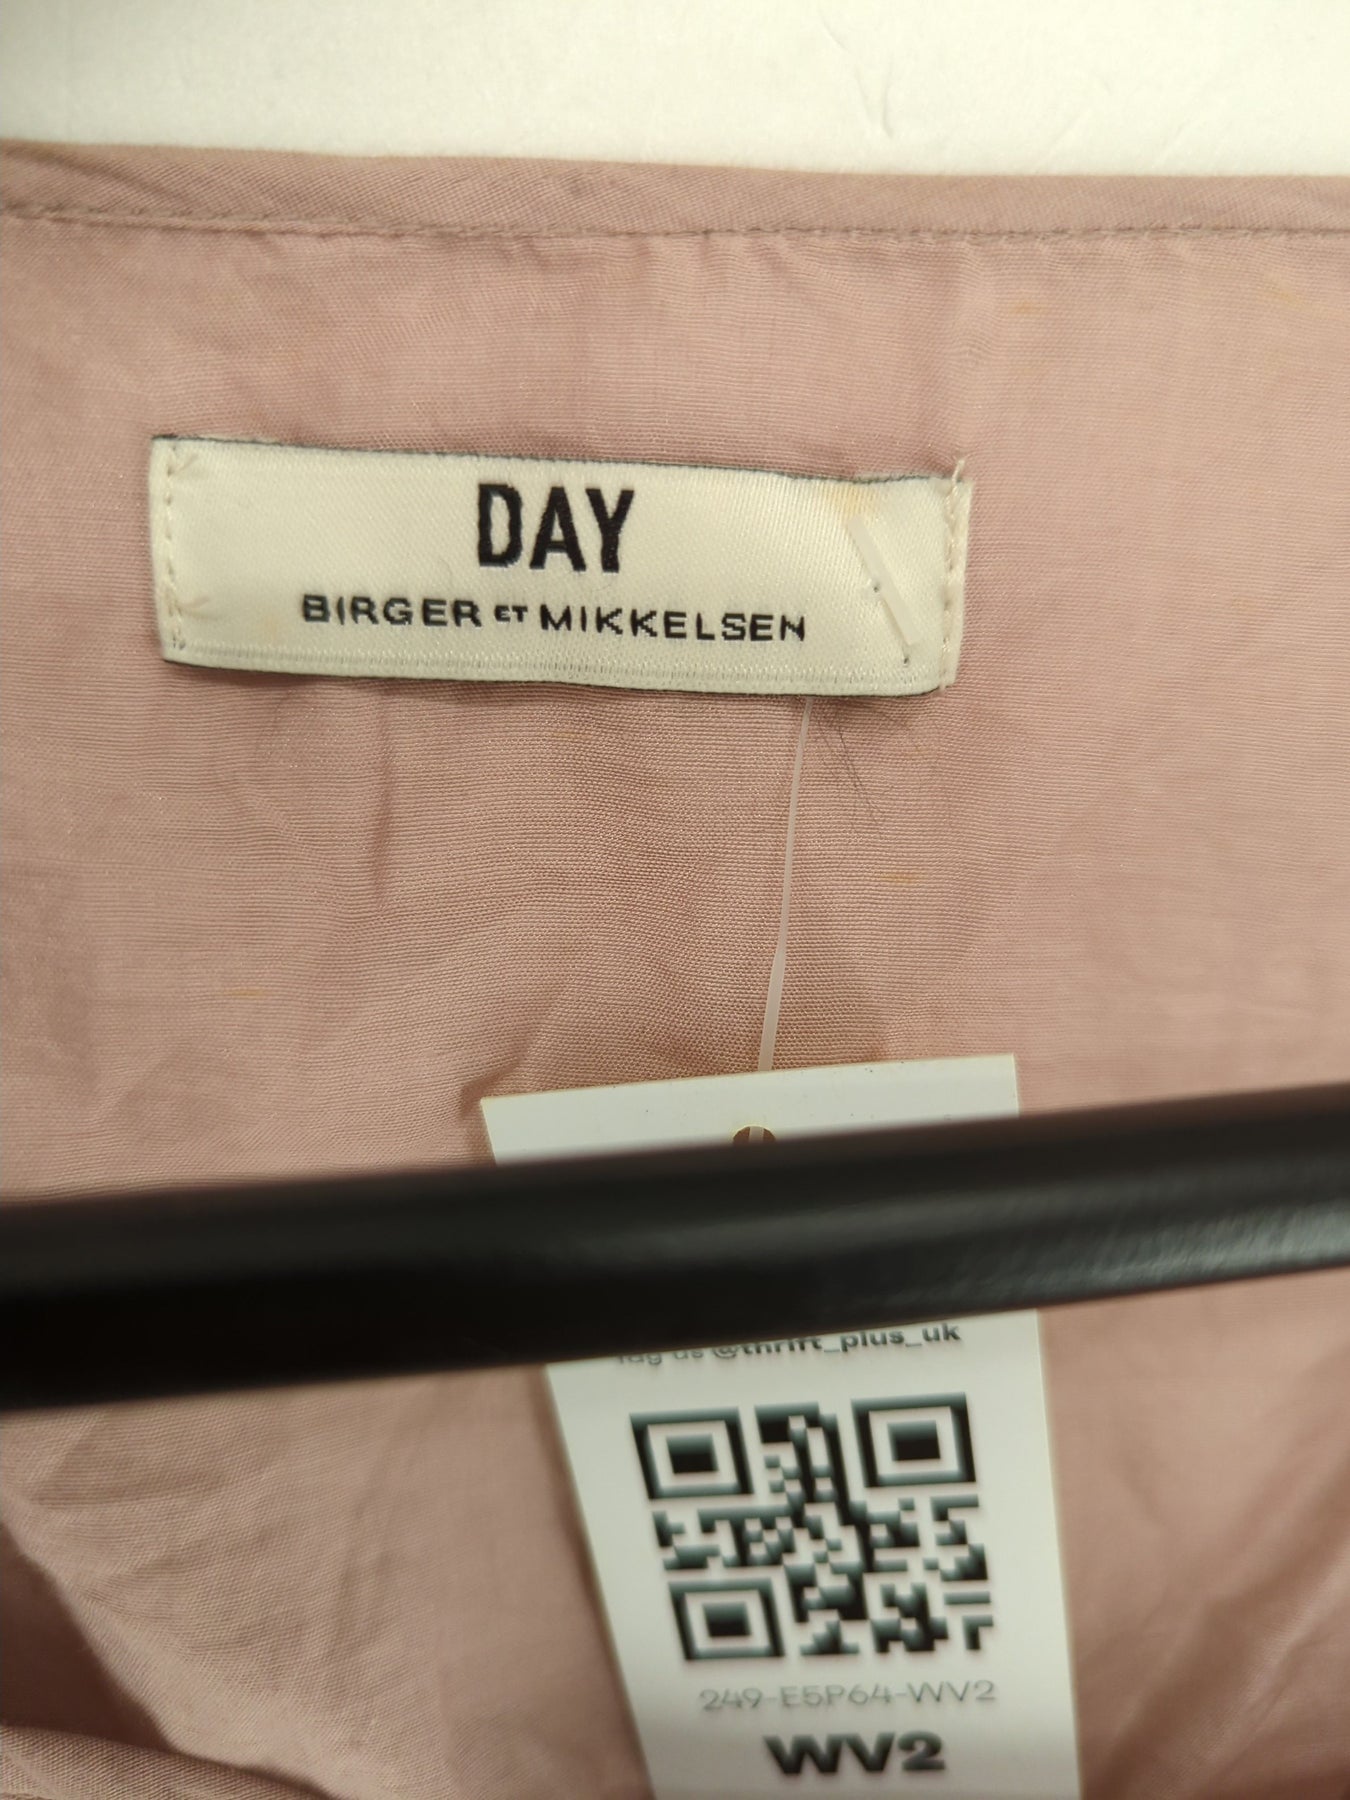 DAY
BIRGER ET MIKKELSEN
Tag us @thrift_plus_uk
249-E5P64-WV2
WV2